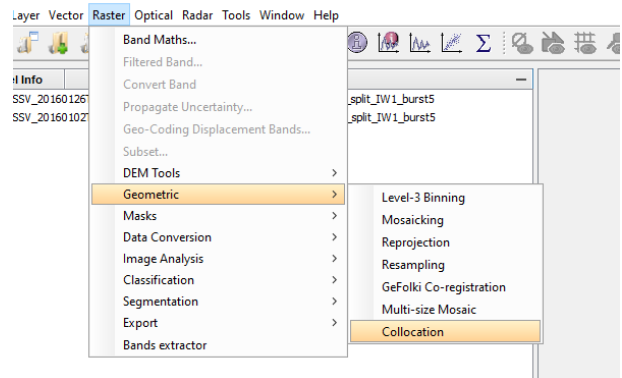 Layer Vector Raster Optical Radar Tools Window Help
el Info
SSV_20160126T
_split_IW1_burst5
SSV_20160102T
_split_IW1_burst5
Band Maths...
Filtered Band...
Convert Band
Propagate Uncertainty...
Geo-Coding Displacement Bands...
Subset...
DEM Tools
Geometric
Masks
Data Conversion
Image Analysis
Classification
Segmentation
Export
Bands extractor
Level-3 Binning
Mosaicking
Reprojection
Resampling
GeFolki Co-registration
Multi-size Mosaic
Collocation